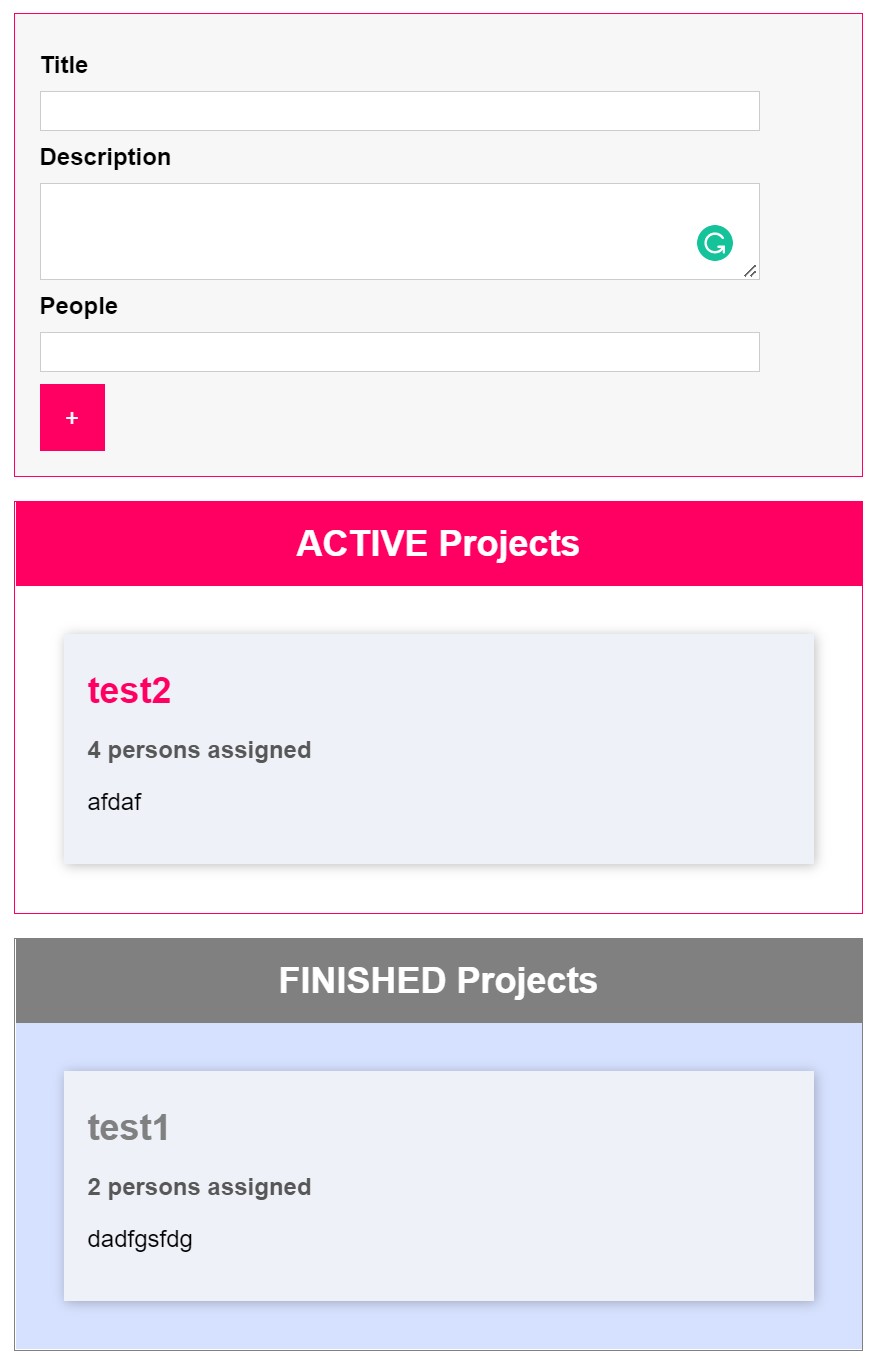 Title
Description
People
+
ACTIVE Projects
test2
4 persons assigned
afdaf
FINISHED Projects
test1
2 persons assigned
dadfgsfdg